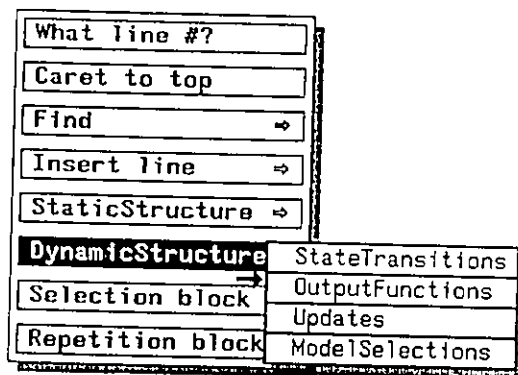 What line #?
Caret to top
Find ⇨
Insert line ⇨
StaticStructure ⇨
DynamicStructure
Selection block
Repetition block
StateTransitions
OutputFunctions
Updates
ModelSelections